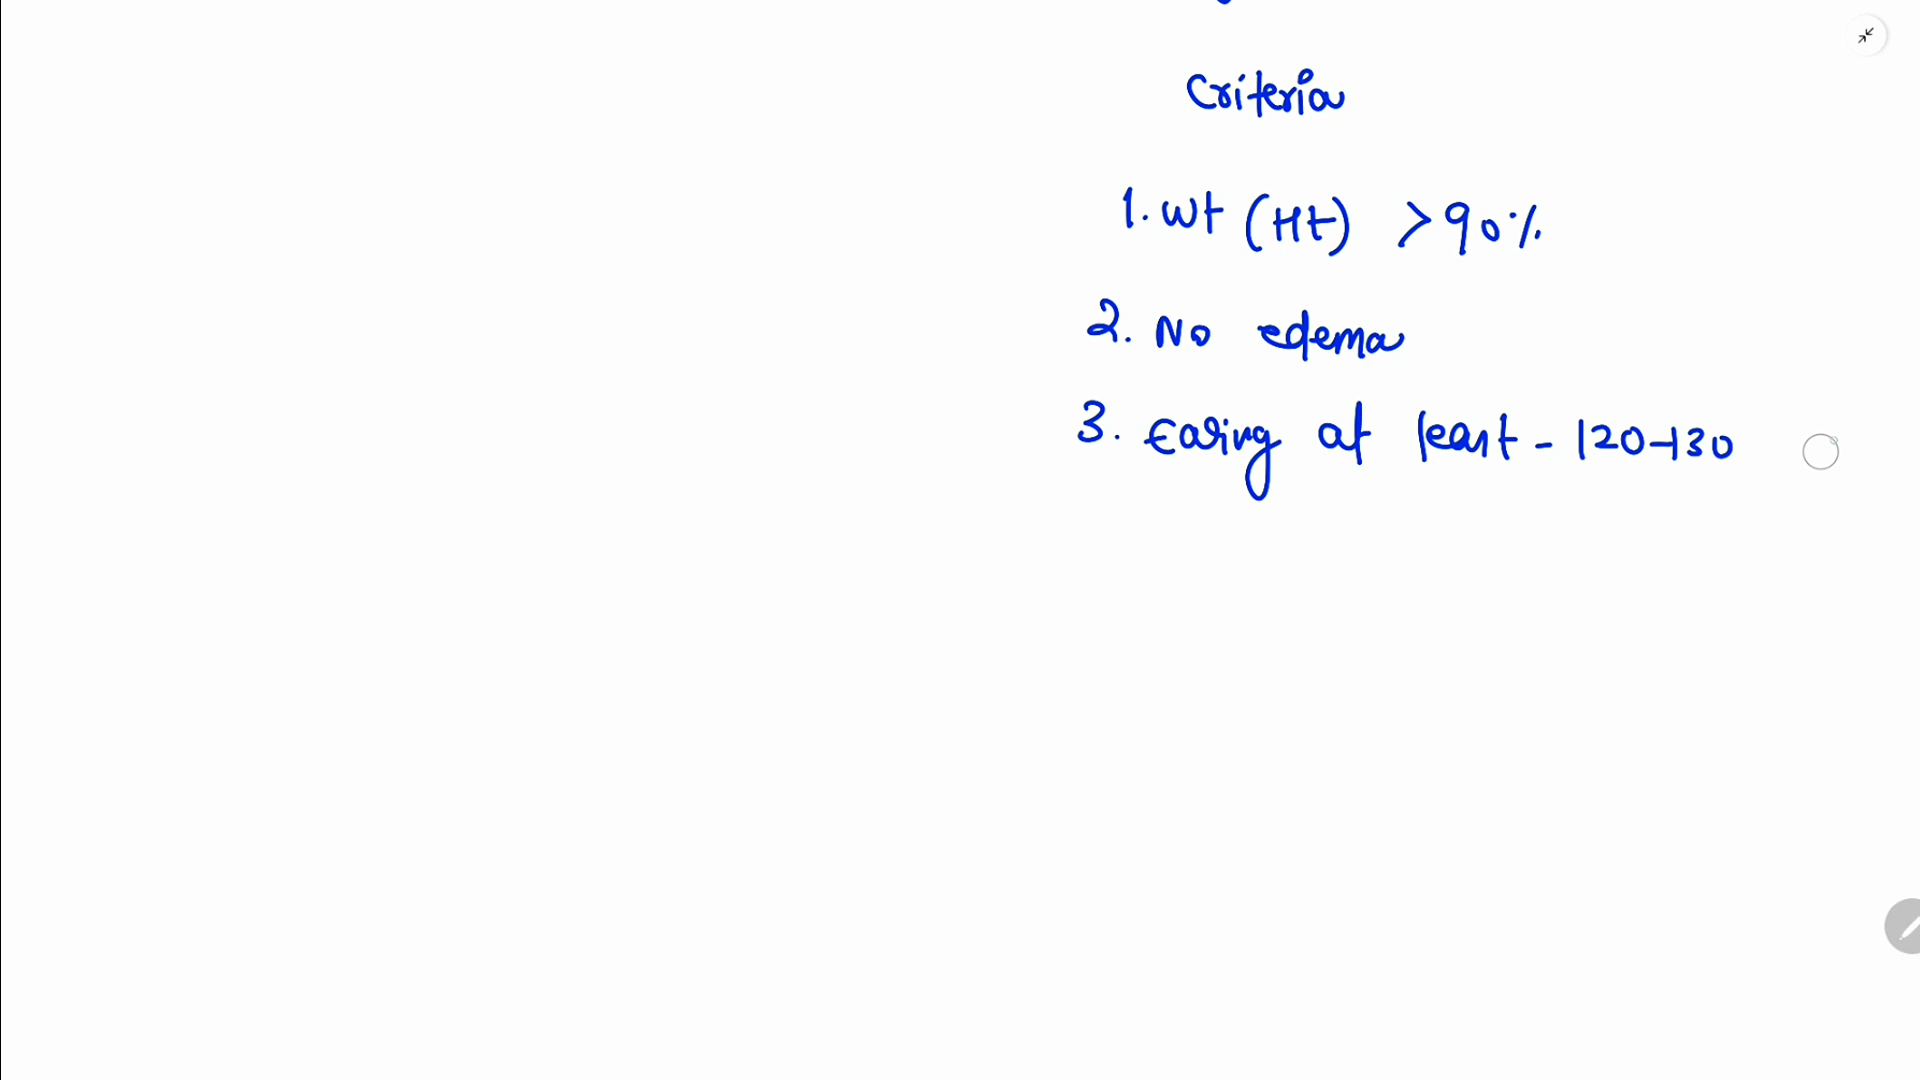 Criteria
1. Wt (Ht) >90%
2. No edema
3. Eating at least - 120-130